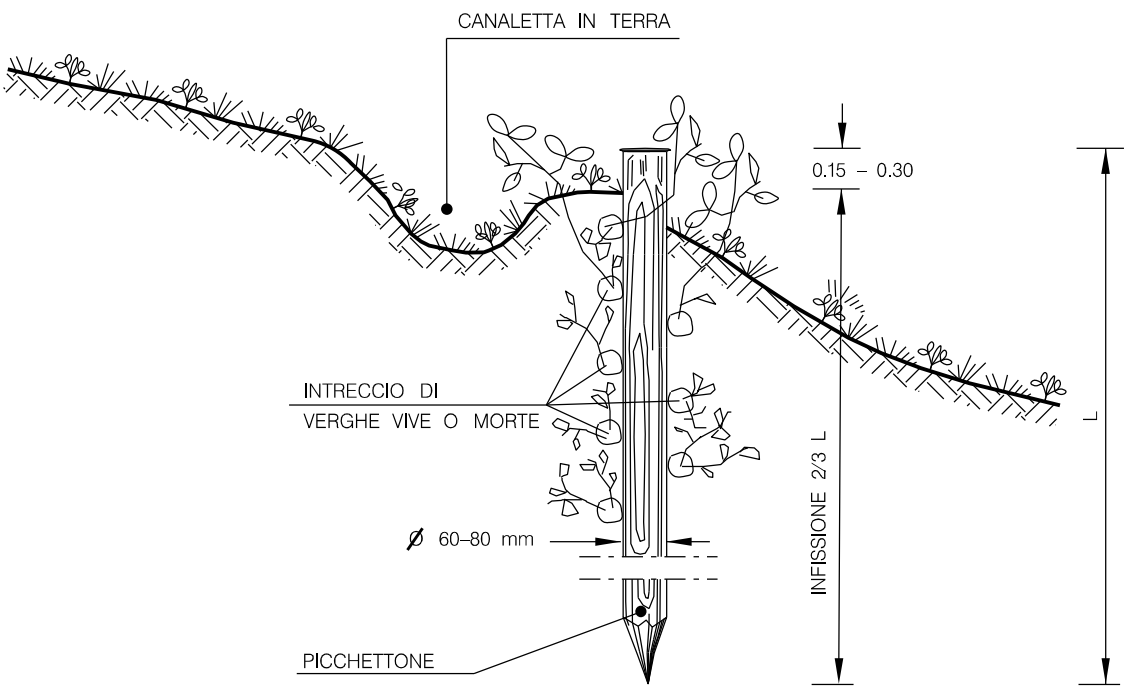 CANALETTA IN TERRA
0.15 – 0.30
INTRECCIO DI
VERGHE VIVE O MORTE
INFISSIONE 2/3 L
L
Ø 60–80 mm
PICCHETTONE